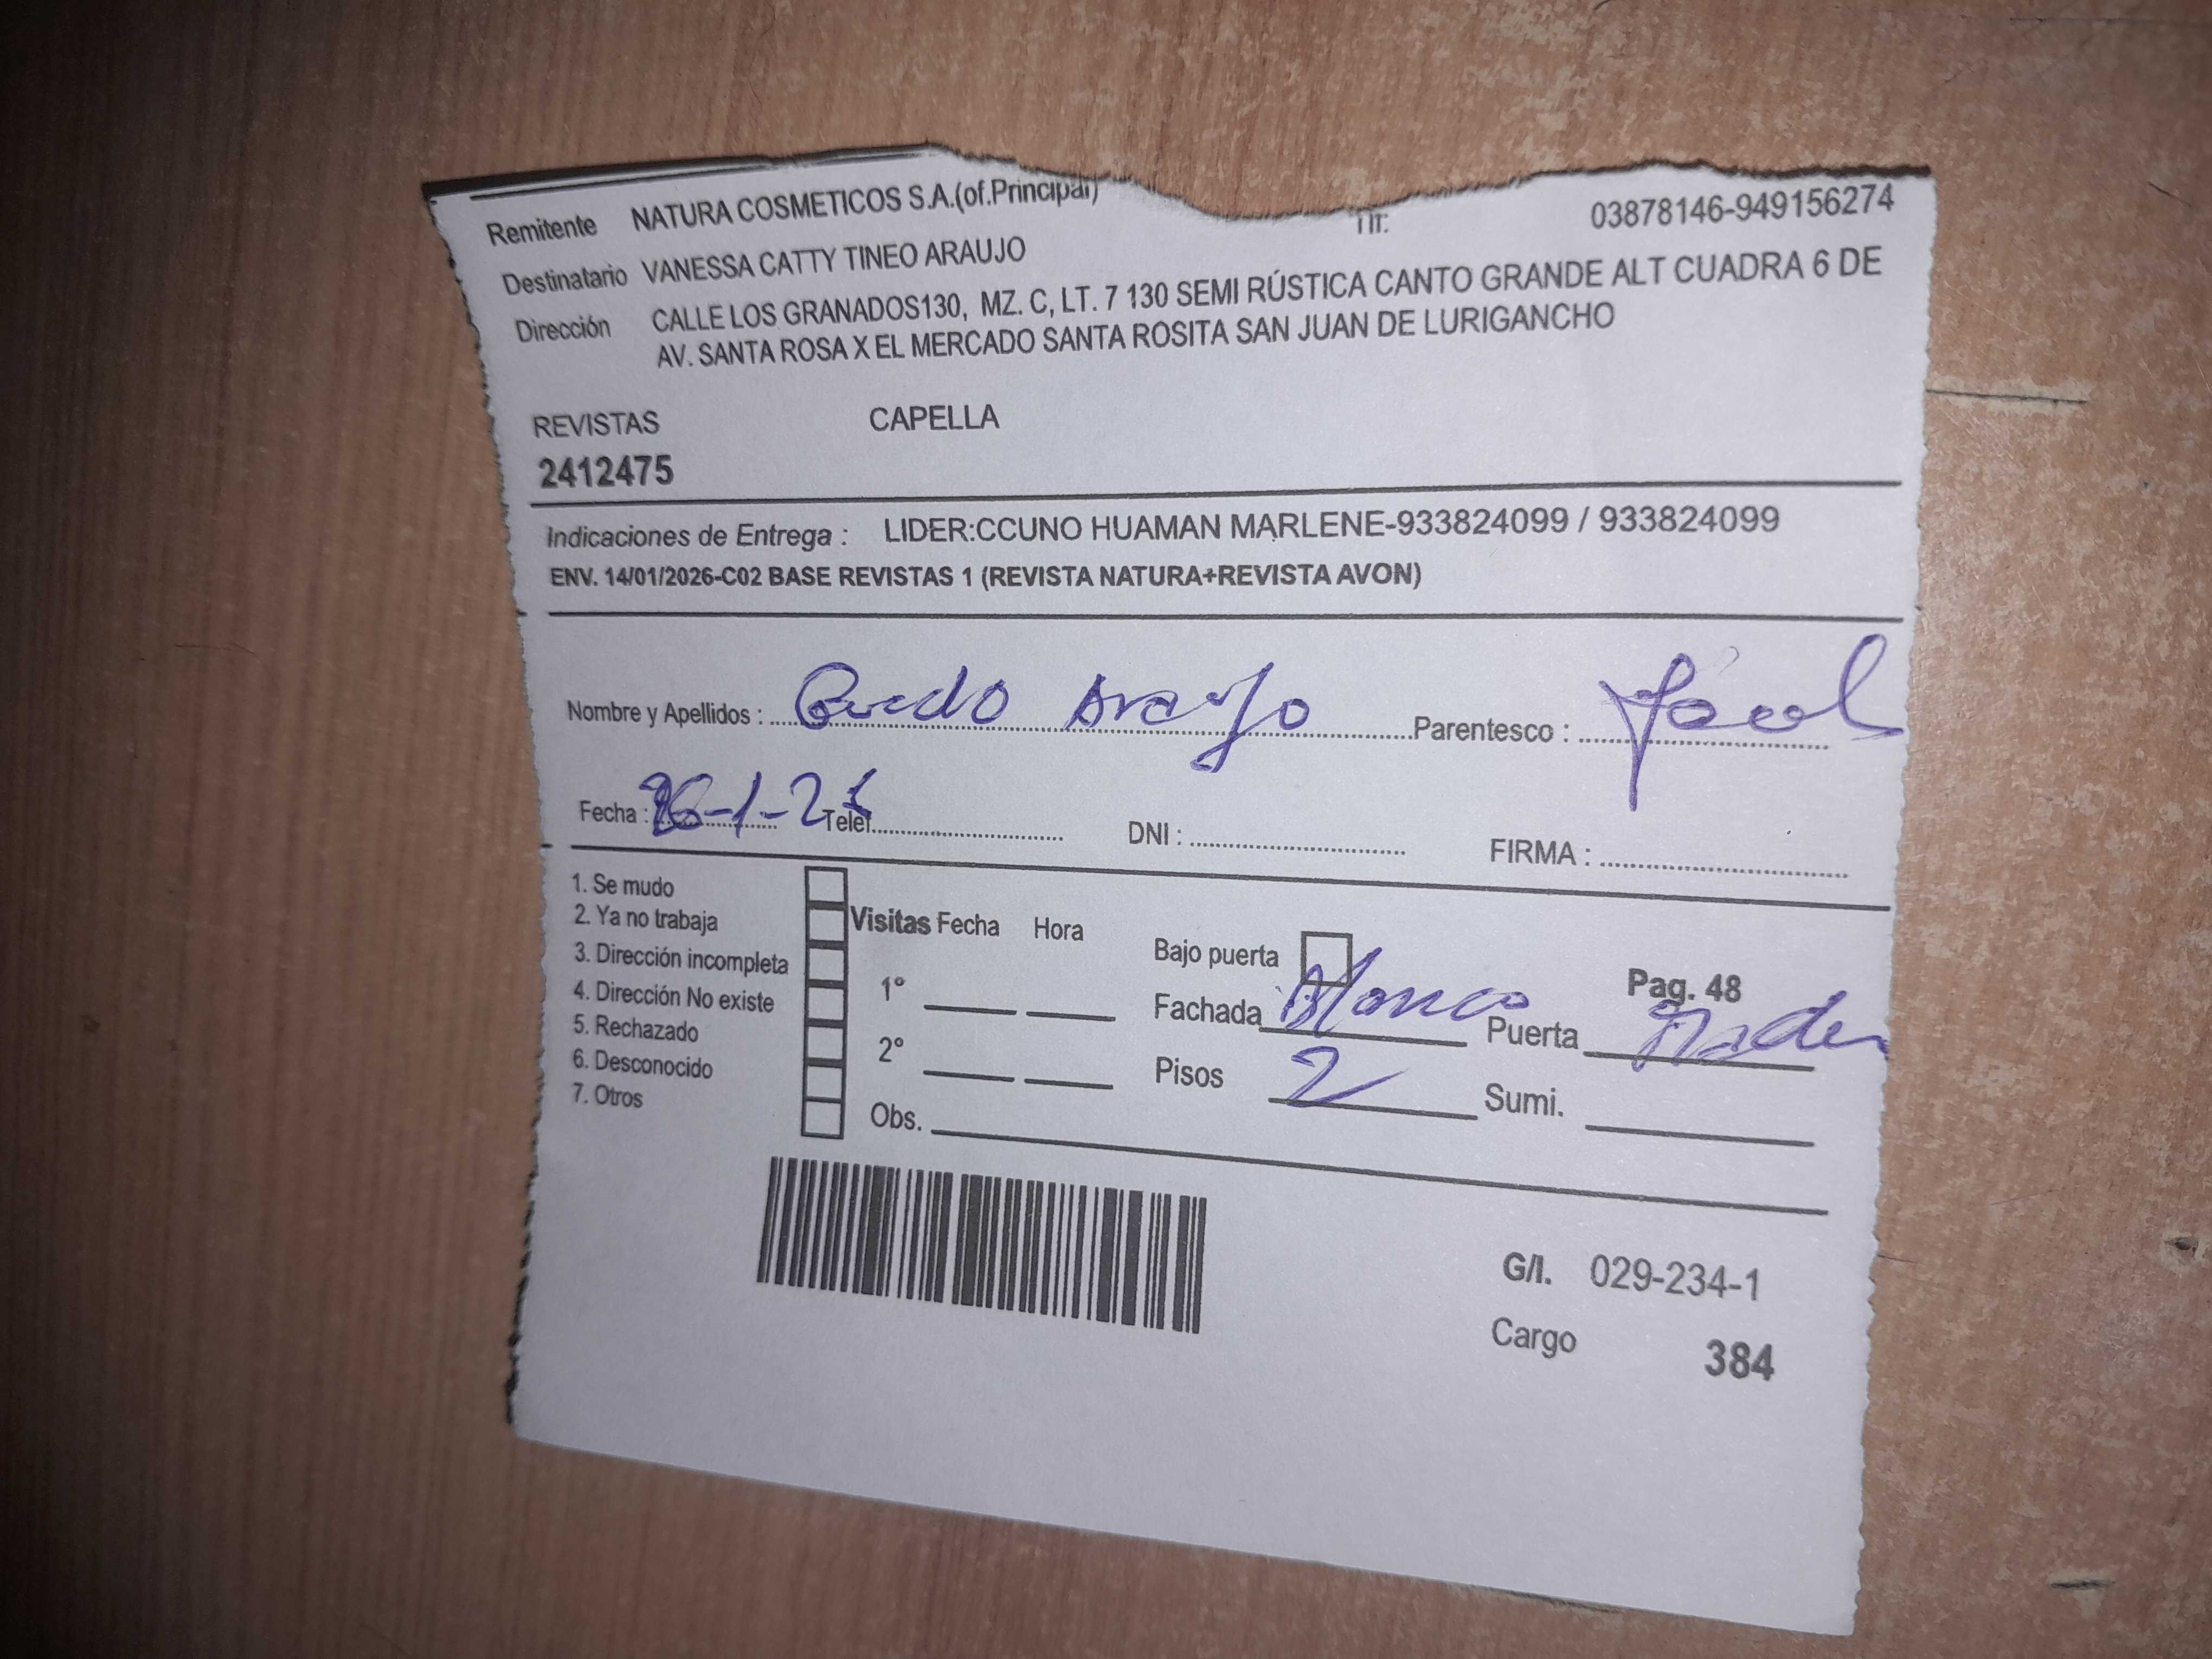 Remitente NATURA COSMETICOS S.A.(of.Principal) Tlf: 03878146-949156274
Destinatario VANESSA CATTY TINEO ARAUJO
Dirección CALLE LOS GRANADOS130, MZ. C, LT. 7 130 SEMI RÚSTICA CANTO GRANDE ALT CUADRA 6 DE
AV. SANTA ROSA X EL MERCADO SANTA ROSITA SAN JUAN DE LURIGANCHO
REVISTAS CAPELLA
2412475
Indicaciones de Entrega : LIDER:CCUNO HUAMAN MARLENE-933824099 / 933824099
ENV. 14/01/2026-C02 BASE REVISTAS 1 (REVISTA NATURA+REVISTA AVON)
Nombre y Apellidos : Araujo Parentesco :
Fecha : Telef. DNI : FIRMA :
1. Se mudo
2. Ya no trabaja
3. Dirección incompleta
4. Dirección No existe
5. Rechazado
6. Desconocido
7. Otros
Visitas Fecha Hora
1°
2°
Obs.
Bajo puerta Pag. 48
Fachada Blanco Puerta Mader
Pisos 2 Sumi.
G/I. 029-234-1
Cargo 384